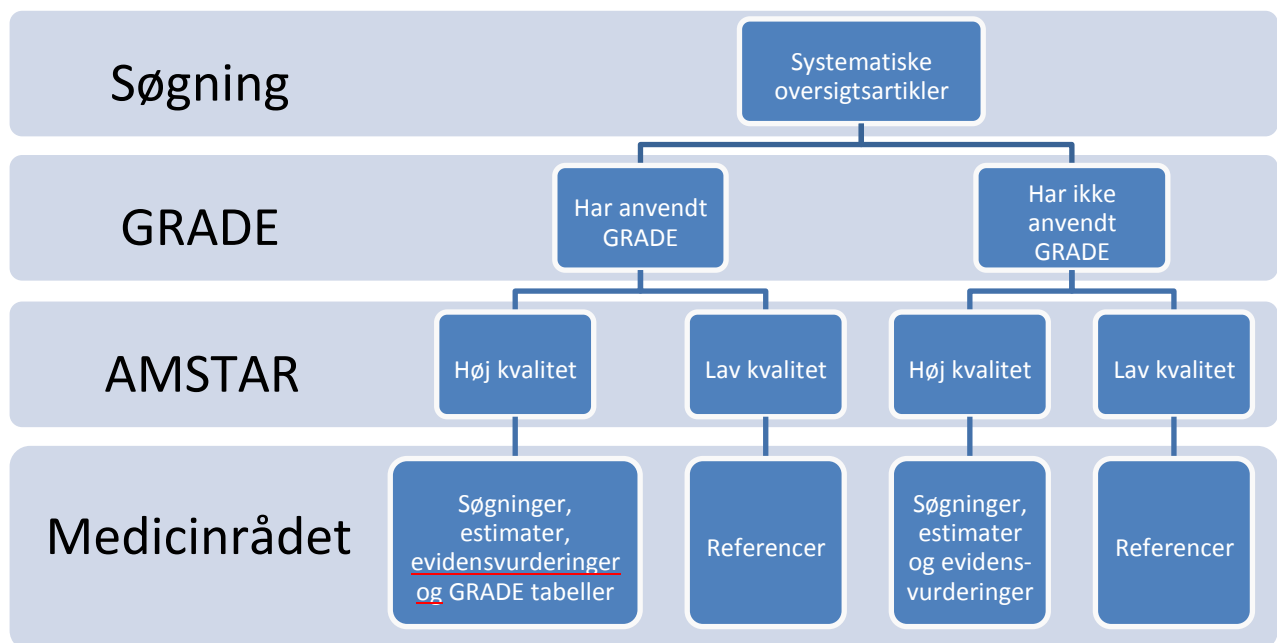 Søgning
Systematiske
oversigtsartikler
GRADE
Har anvendt
GRADE
Har ikke
anvendt
GRADE
AMSTAR
Høj kvalitet
Lav kvalitet
Høj kvalitet
Lav kvalitet
Medicinrådet
Søgninger,
estimater,
evidensvurderinger
og GRADE tabeller
Referencer
Søgninger,
estimater
og evidens-
vurderinger
Referencer